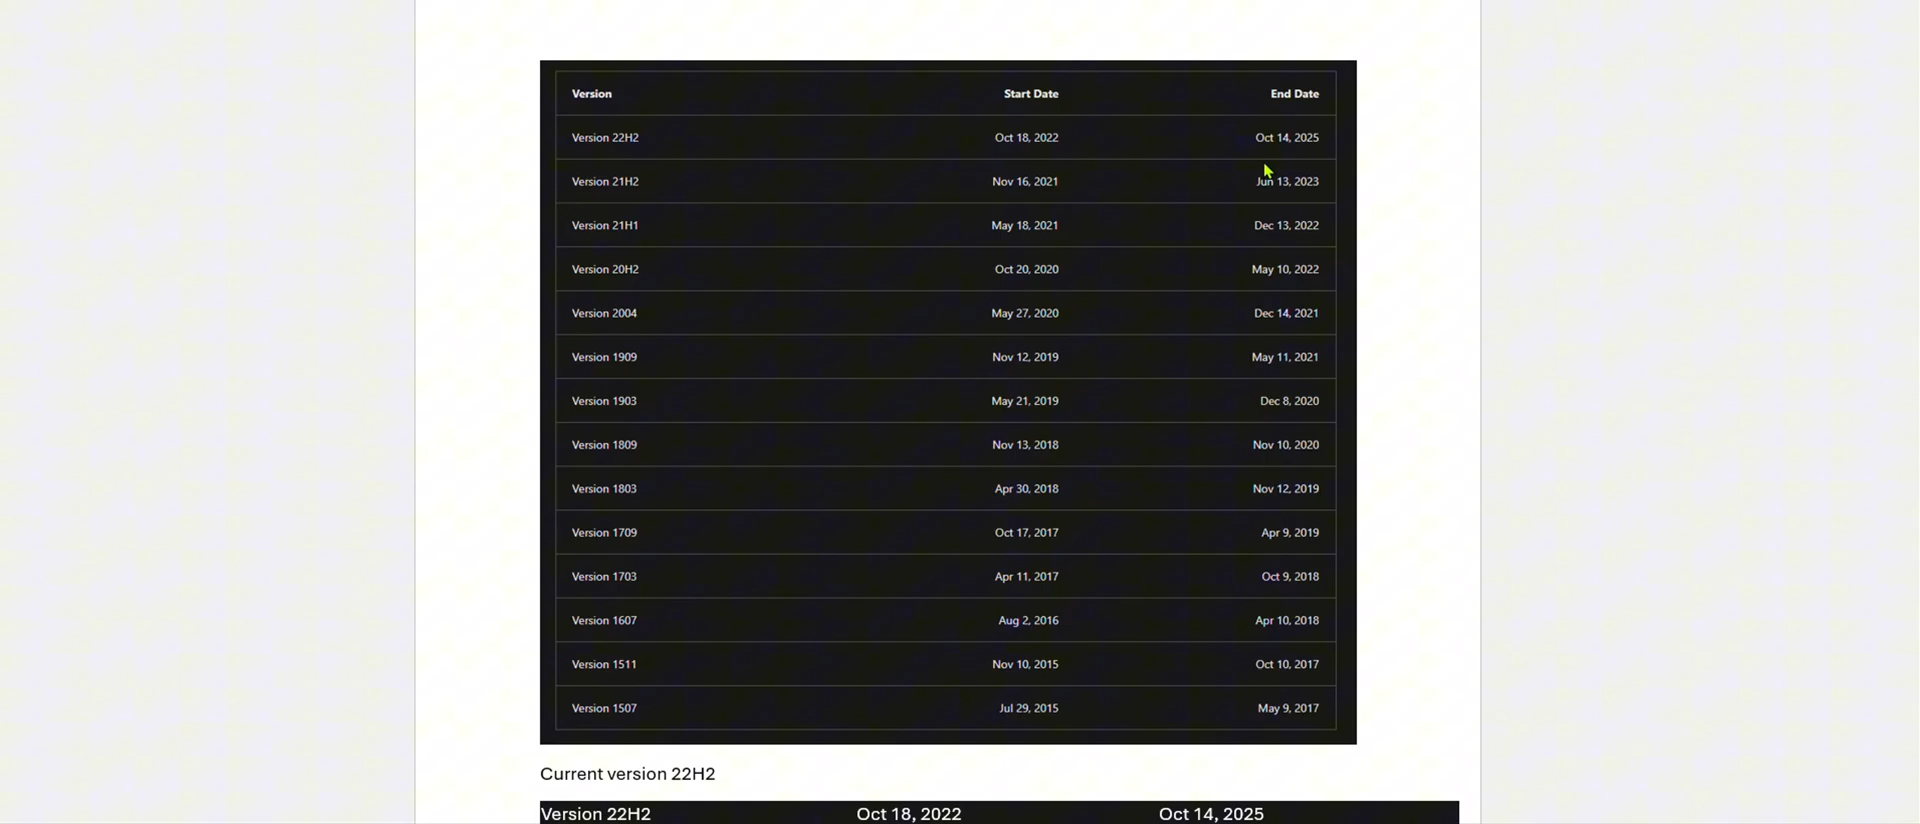 Version Start Date End Date
Version 22H2 Oct 18, 2022 Oct 14, 2025
Version 21H2 Nov 16, 2021 Jun 13, 2023
Version 21H1 May 18, 2021 Dec 13, 2022
Version 20H2 Oct 20, 2020 May 10, 2022
Version 2004 May 27, 2020 Dec 14, 2021
Version 1909 Nov 12, 2019 May 11, 2021
Version 1903 May 21, 2019 Dec 8, 2020
Version 1809 Nov 13, 2018 Nov 10, 2020
Version 1803 Apr 30, 2018 Nov 12, 2019
Version 1709 Oct 17, 2017 Apr 9, 2019
Version 1703 Apr 11, 2017 Oct 9, 2018
Version 1607 Aug 2, 2016 Apr 10, 2018
Version 1511 Nov 10, 2015 Oct 10, 2017
Version 1507 Jul 29, 2015 May 9, 2017
Current version 22H2
Version 22H2 Oct 18, 2022 Oct 14, 2025